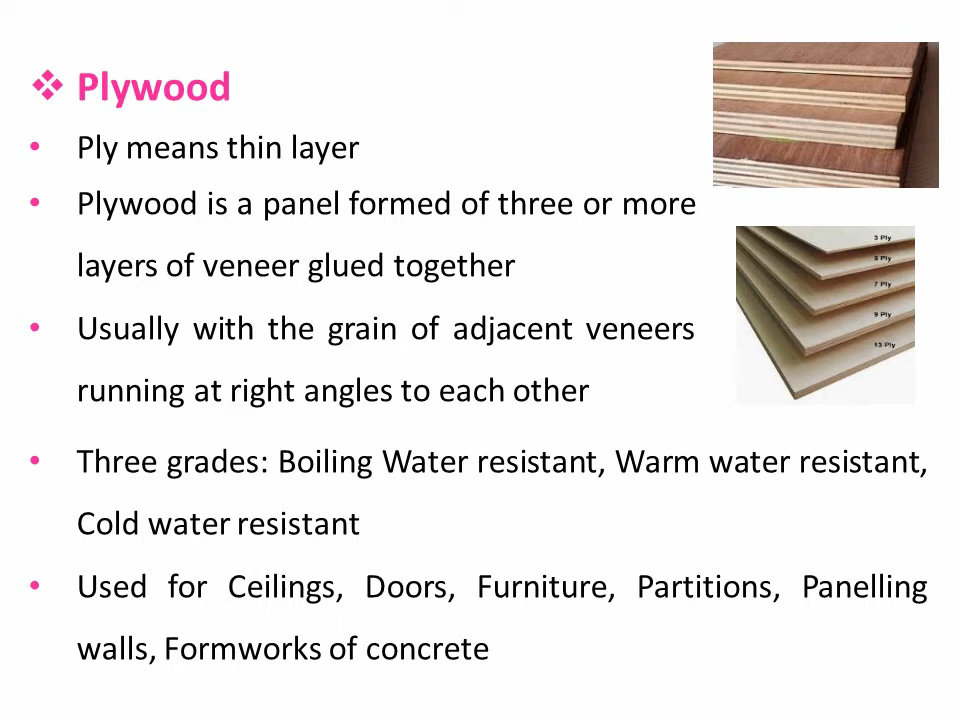 ❖ Plywood
• Ply means thin layer
• Plywood is a panel formed of three or more
layers of veneer glued together
• Usually with the grain of adjacent veneers
running at right angles to each other
• Three grades: Boiling Water resistant, Warm water resistant,
Cold water resistant
• Used for Ceilings, Doors, Furniture, Partitions, Panelling
walls, Formworks of concrete
3 Ply
5 Ply
7 Ply
9 Ply
13 Ply